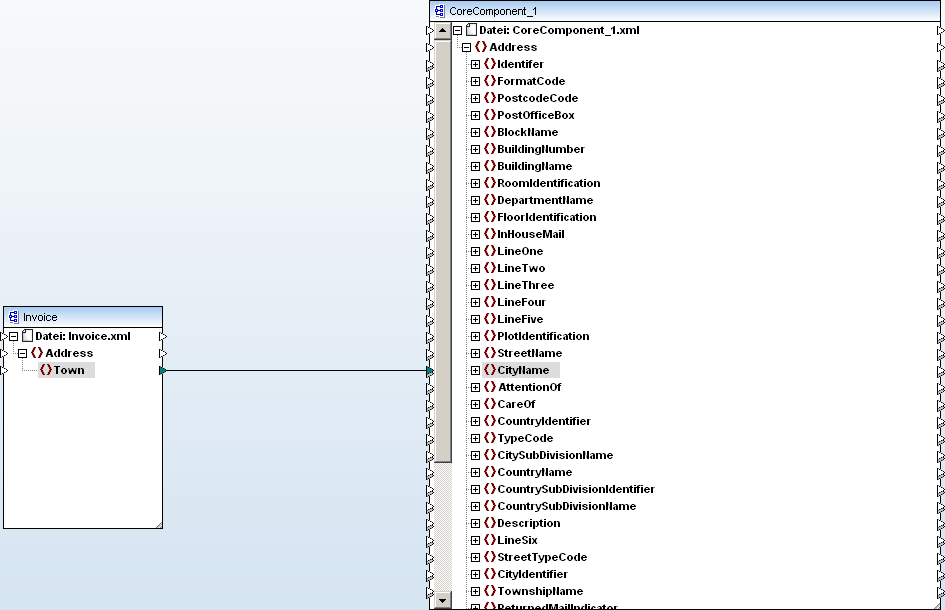 CoreComponent_1
Datei: CoreComponent_1.xml
Address
Identifer
FormatCode
PostcodeCode
PostOfficeBox
BlockName
BuildingNumber
BuildingName
RoomIdentification
DepartmentName
FloorIdentification
InHouseMail
LineOne
LineTwo
LineThree
LineFour
LineFive
PlotIdentification
StreetName
CityName
AttentionOf
CareOf
CountryIdentifier
TypeCode
CitySubDivisionName
CountryName
CountrySubDivisionIdentifier
CountrySubDivisionName
Description
LineSix
StreetTypeCode
CityIdentifier
TownshipName
ReturnedMailIndicator
Invoice
Datei: Invoice.xml
Address
Town